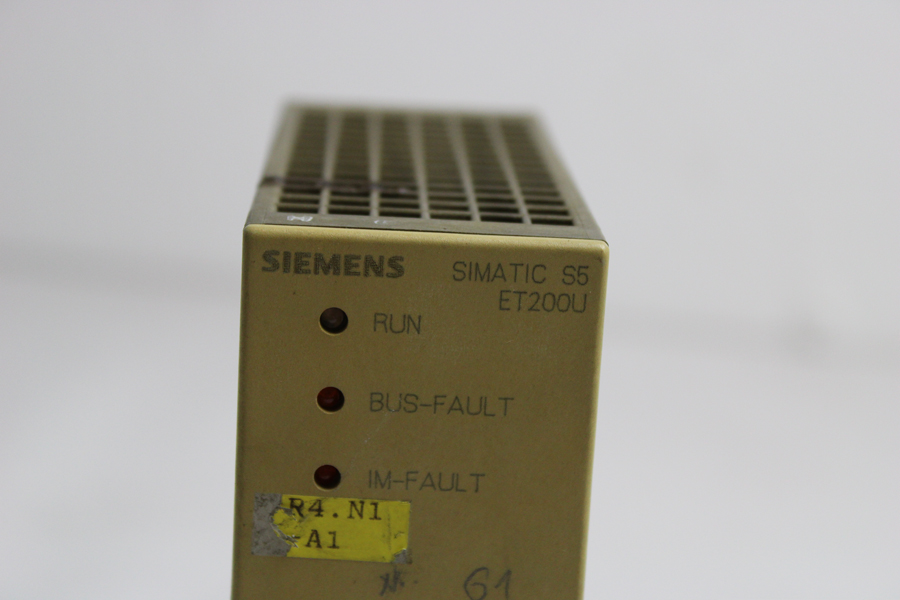 SIEMENS
SIMATIC S5
ET200U
RUN
BUS-FAULT
IM-FAULT
R4.N1
-A1
61